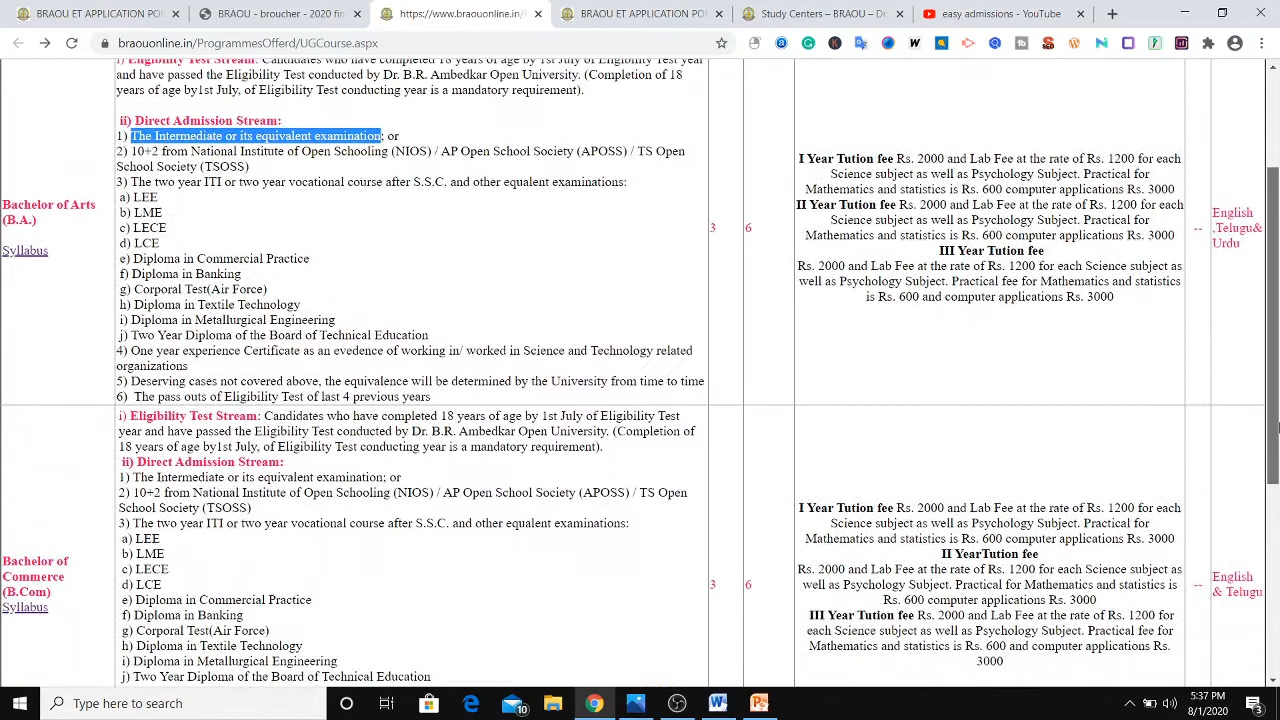 BRAOU ET APPLICATION POR
BRAOU - broucher - 2020 fin
https://www.braouonline.in/P
BRAOU ET APPLICATION POR
Study Centers – BRAOU – Dr
easy admissions - YouTube
braouonline.in/ProgrammesOfferd/UGCourse.aspx
i) Eligibility Test Stream: Candidates who have completed 18 years of age by 1st July of Eligibility Test year
and have passed the Eligibility Test conducted by Dr. B.R. Ambedkar Open University. (Completion of 18
years of age by1st July, of Eligibility Test conducting year is a mandatory requirement).
ii) Direct Admission Stream:
1) The Intermediate or its equivalent examination; or
2) 10+2 from National Institute of Open Schooling (NIOS) / AP Open School Society (APOSS) / TS Open
School Society (TSOSS)
3) The two year ITI or two year vocational course after S.S.C. and other equalent examinations:
a) LEE
b) LME
c) LECE
d) LCE
e) Diploma in Commercial Practice
f) Diploma in Banking
g) Corporal Test(Air Force)
h) Diploma in Textile Technology
i) Diploma in Metallurgical Engineering
j) Two Year Diploma of the Board of Technical Education
4) One year experience Certificate as an evedence of working in/ worked in Science and Technology related
organizations
5) Deserving cases not covered above, the equivalence will be determined by the University from time to time
6) The pass outs of Eligibility Test of last 4 previous years
Bachelor of Arts
(B.A.)
Syllabus
3
6
I Year Tution fee Rs. 2000 and Lab Fee at the rate of Rs. 1200 for each
Science subject as well as Psychology Subject. Practical for
Mathematics and statistics is Rs. 600 computer applications Rs. 3000
II Year Tution fee Rs. 2000 and Lab Fee at the rate of Rs. 1200 for each
Science subject as well as Psychology Subject. Practical for
Mathematics and statistics is Rs. 600 computer applications Rs. 3000
III Year Tution fee
Rs. 2000 and Lab Fee at the rate of Rs. 1200 for each Science subject as
well as Psychology Subject. Practical fee for Mathematics and statistics
is Rs. 600 and computer applications Rs. 3000
--
English
,Telugu&
Urdu
i) Eligibility Test Stream: Candidates who have completed 18 years of age by 1st July of Eligibility Test
year and have passed the Eligibility Test conducted by Dr. B.R. Ambedkar Open University. (Completion of
18 years of age by1st July, of Eligibility Test conducting year is a mandatory requirement).
ii) Direct Admission Stream:
1) The Intermediate or its equivalent examination; or
2) 10+2 from National Institute of Open Schooling (NIOS) / AP Open School Society (APOSS) / TS Open
School Society (TSOSS)
3) The two year ITI or two year vocational course after S.S.C. and other equalent examinations:
a) LEE
b) LME
c) LECE
d) LCE
e) Diploma in Commercial Practice
f) Diploma in Banking
g) Corporal Test(Air Force)
h) Diploma in Textile Technology
i) Diploma in Metallurgical Engineering
j) Two Year Diploma of the Board of Technical Education
Bachelor of
Commerce
(B.Com)
Syllabus
3
6
I Year Tution fee Rs. 2000 and Lab Fee at the rate of Rs. 1200 for each
Science subject as well as Psychology Subject. Practical for
Mathematics and statistics is Rs. 600 computer applications Rs. 3000
II YearTution fee
Rs. 2000 and Lab Fee at the rate of Rs. 1200 for each Science subject as
well as Psychology Subject. Practical for Mathematics and statistics is
Rs. 600 computer applications Rs. 3000
III Year Tution fee Rs. 2000 and Lab Fee at the rate of Rs. 1200 for
each Science subject as well as Psychology Subject. Practical fee for
Mathematics and statistics is Rs. 600 and computer applications Rs.
3000
--
English
& Telugu
Type here to search
10
5:37 PM
8/1/2020
3